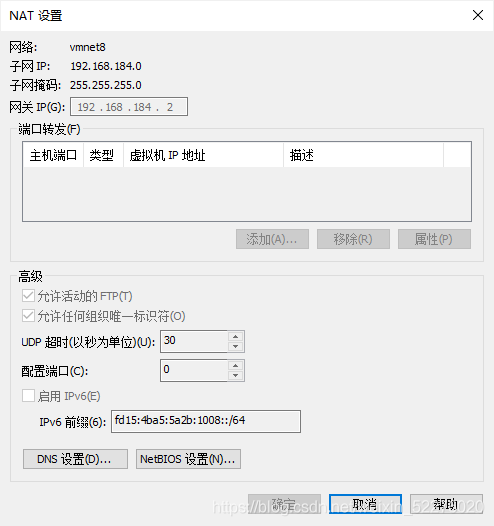 NAT 设置
网络: vmnet8
子网 IP: 192.168.184.0
子网掩码: 255.255.255.0
网关 IP(G): 192 . 168 . 184 . 2
端口转发(F)
主机端口 类型 虚拟机 IP 地址 描述
添加(A)... 移除(R) 属性(P)
高级
允许活动的 FTP(T)
允许任何组织唯一标识符(O)
UDP 超时(以秒为单位)(U): 30
配置端口(C): 0
启用 IPv6(E)
IPv6 前缀(6): fd15:4ba5:5a2b:1008::/64
DNS 设置(D)... NetBIOS 设置(N)...
确定 取消 帮助